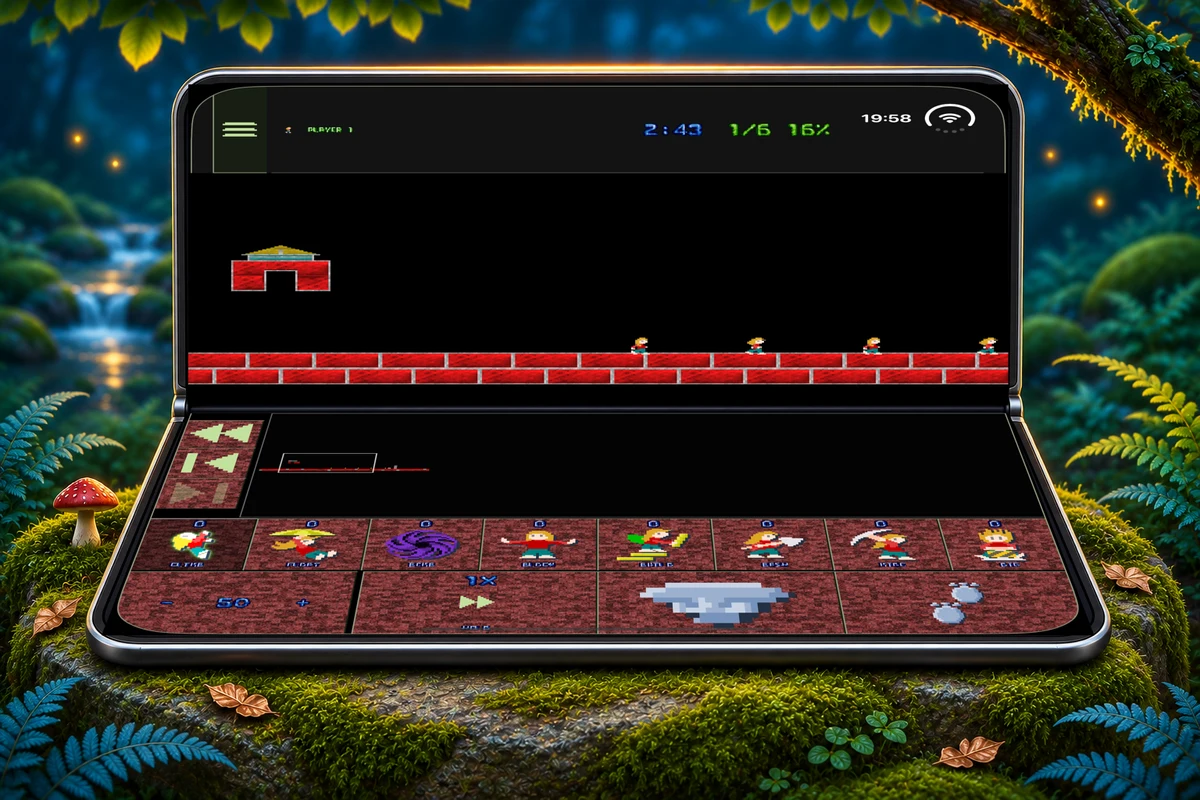 PLAYER 1
2:43 1/6 16% 19:58
0 0 0 0 0 0 0 0
CLIMB FLOAT BLOCK BUILD BASH DIG
- 50 +
1X